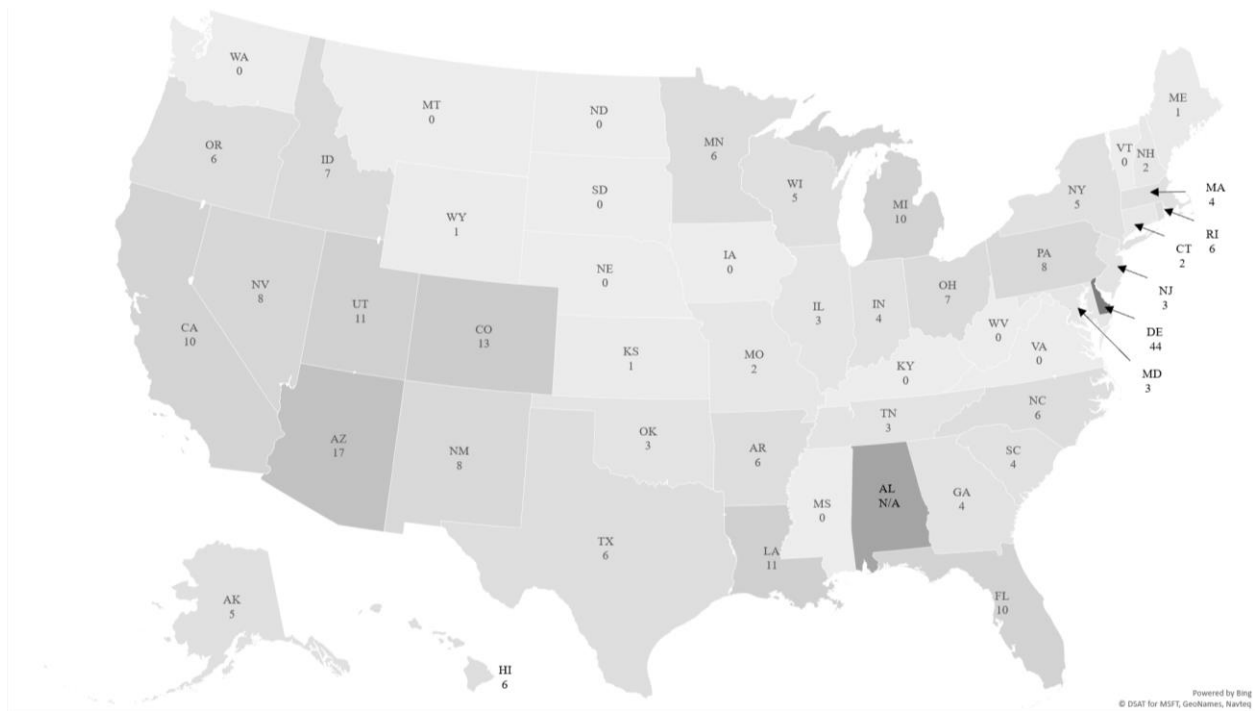 WA
0
MT
0
ND
0
MN
6
ME
1
OR
6
ID
7
VT
0
NH
2
SD
0
WI
5
MI
10
NY
5
MA
4
WY
1
RI
6
CT
2
IA
0
PA
8
NE
0
NV
8
UT
11
OH
7
NJ
3
IL
3
IN
4
CA
10
CO
13
WV
0
DE
44
KS
1
MO
2
VA
0
KY
0
MD
3
NC
6
AZ
17
NM
8
OK
3
TN
3
AR
6
SC
4
AL
N/A
GA
4
MS
0
TX
6
LA
11
AK
5
FL
10
HI
6
Powered by Bing
© DSAT for MSFT, GeoNames, Navteq